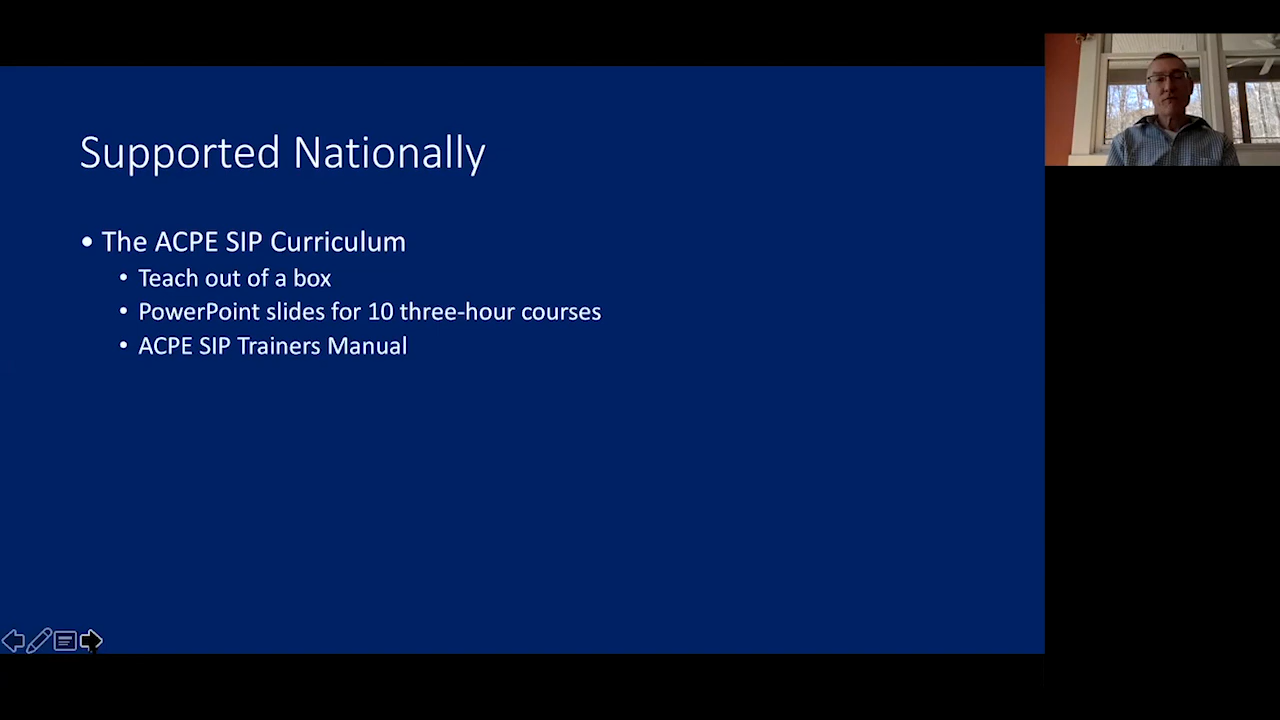 Supported Nationally
• The ACPE SIP Curriculum
• Teach out of a box
• PowerPoint slides for 10 three-hour courses
• ACPE SIP Trainers Manual